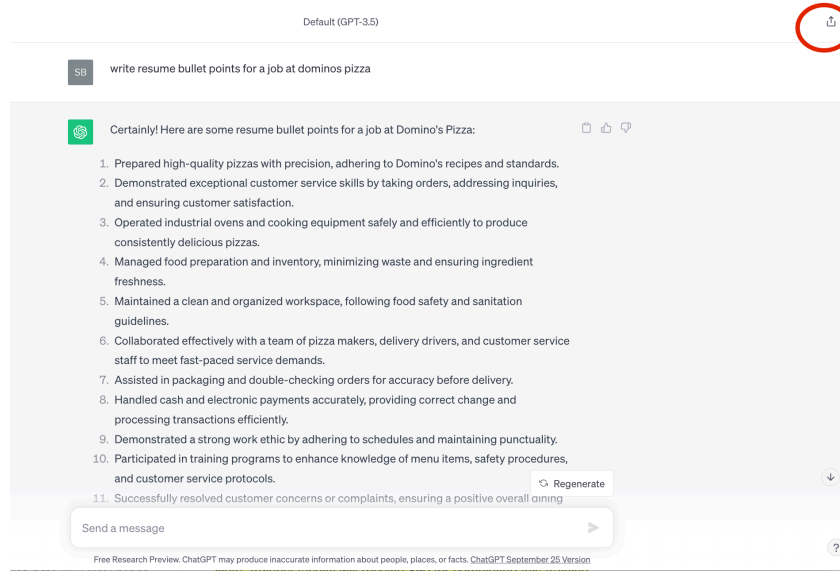 Default (GPT-3.5)
SB
write resume bullet points for a job at dominos pizza
Certainly! Here are some resume bullet points for a job at Domino's Pizza:
1. Prepared high-quality pizzas with precision, adhering to Domino's recipes and standards.
2. Demonstrated exceptional customer service skills by taking orders, addressing inquiries,
and ensuring customer satisfaction.
3. Operated industrial ovens and cooking equipment safely and efficiently to produce
consistently delicious pizzas.
4. Managed food preparation and inventory, minimizing waste and ensuring ingredient
freshness.
5. Maintained a clean and organized workspace, following food safety and sanitation
guidelines.
6. Collaborated effectively with a team of pizza makers, delivery drivers, and customer service
staff to meet fast-paced service demands.
7. Assisted in packaging and double-checking orders for accuracy before delivery.
8. Handled cash and electronic payments accurately, providing correct change and
processing transactions efficiently.
9. Demonstrated a strong work ethic by adhering to schedules and maintaining punctuality.
10. Participated in training programs to enhance knowledge of menu items, safety procedures,
and customer service protocols.
Regenerate
11. Successfully resolved customer concerns or complaints, ensuring a positive overall dining
Send a message
Free Research Preview. ChatGPT may produce inaccurate information about people, places, or facts. ChatGPT September 25 Version
?